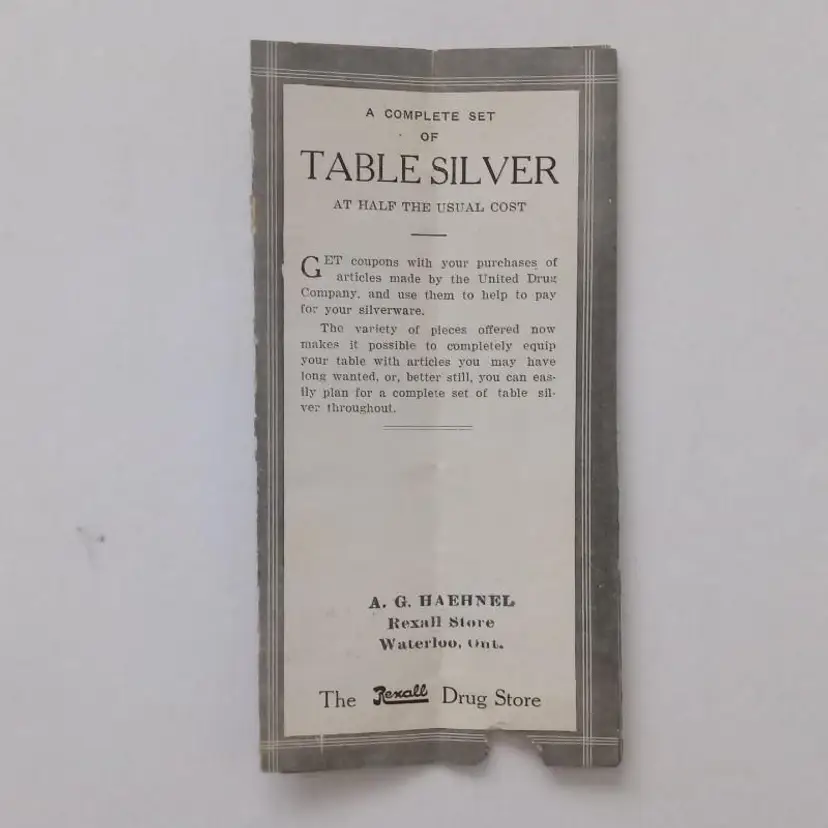 A COMPLETE SET
OF
TABLE SILVER
AT HALF THE USUAL COST
GET coupons with your purchases of
articles made by the United Drug
Company, and use them to help to pay
for your silverware.
The variety of pieces offered now
makes it possible to completely equip
your table with articles you may have
long wanted, or, better still, you can eas-
ily plan for a complete set of table sil-
ver throughout.
A. G. HAEHNEL
Rexall Store
Waterloo, Ont.
The Rexall Drug Store